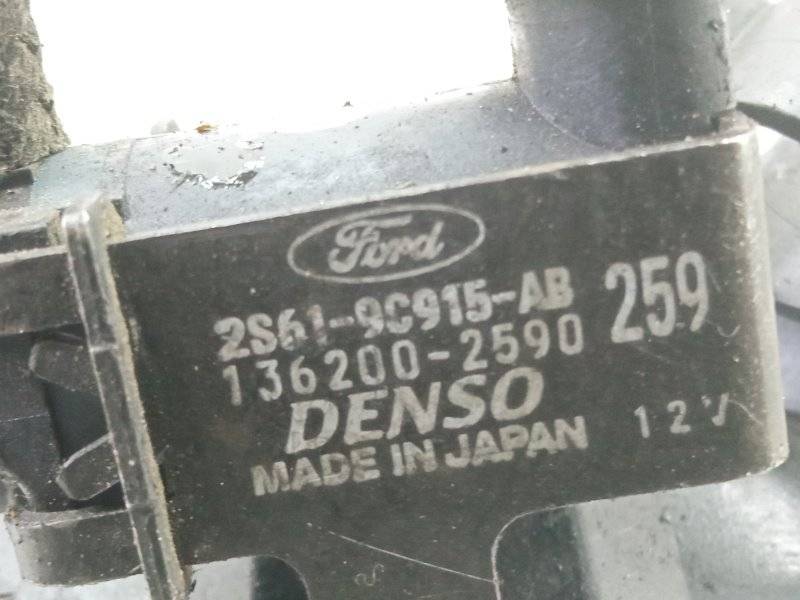 Ford
2S61-9C915-AB 259
136200-2590
DENSO
MADE IN JAPAN 12V